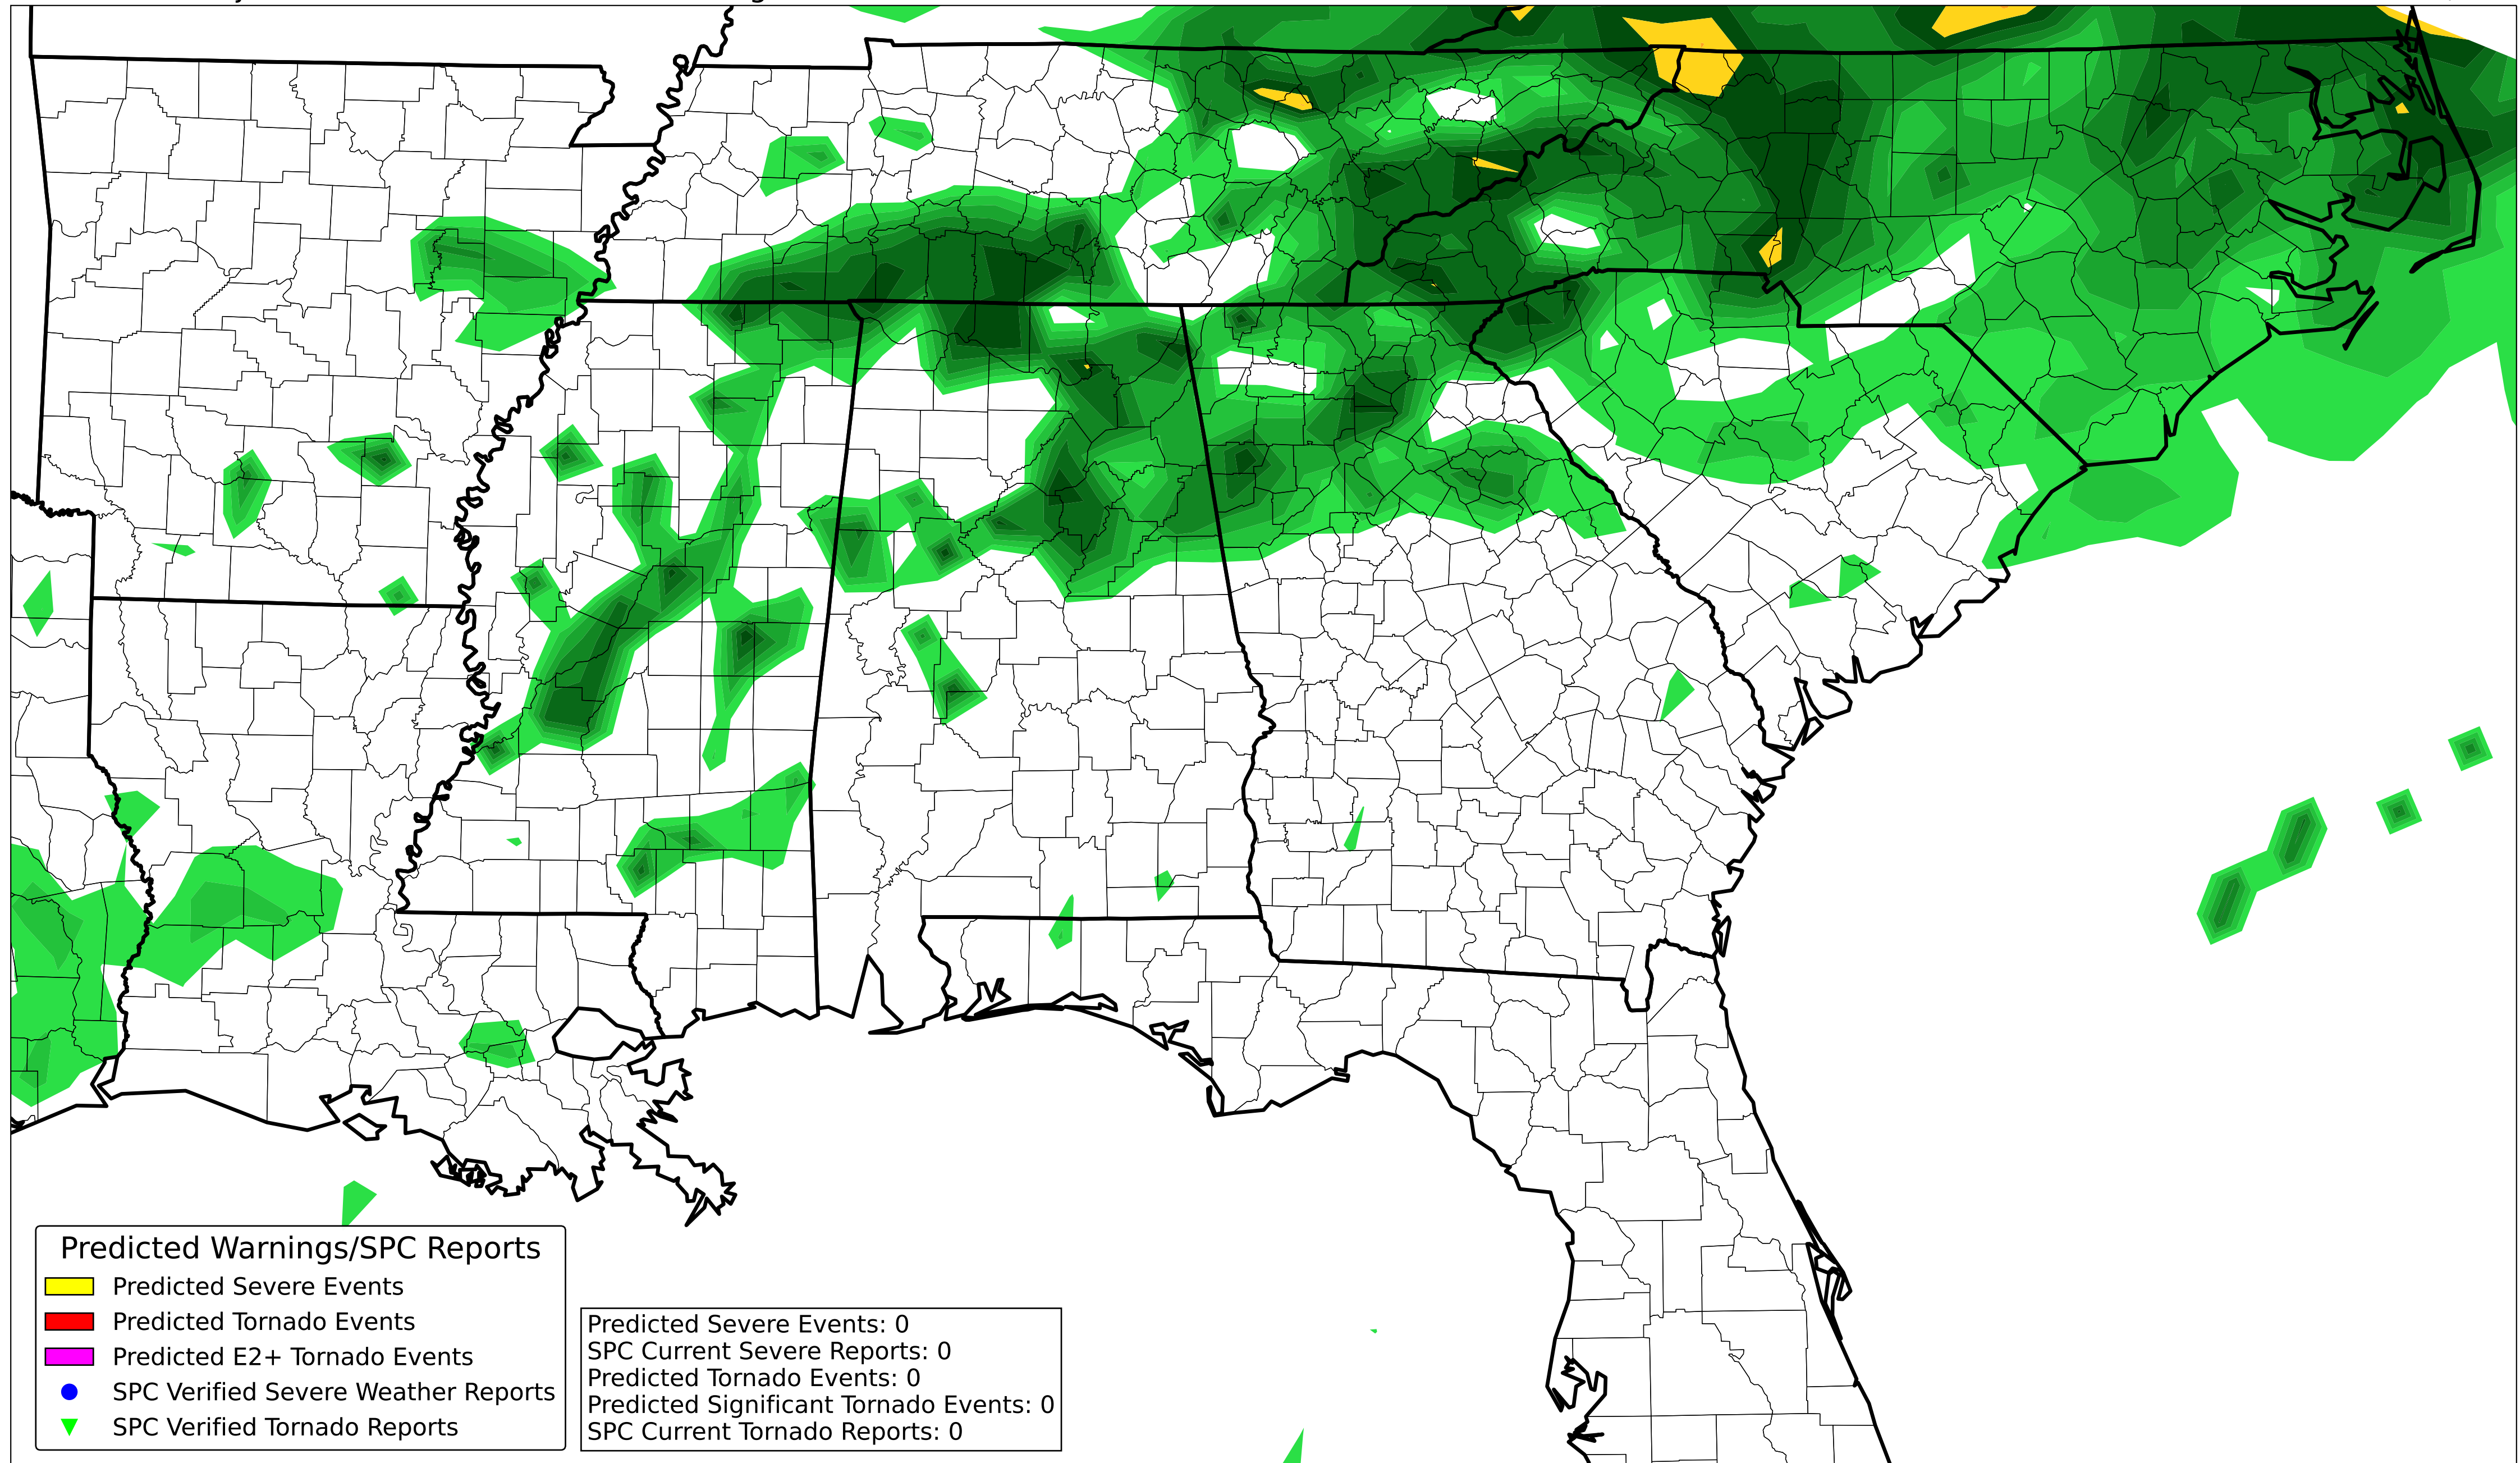 Predicted Warnings/SPC Reports
Predicted Severe Events
Predicted Tornado Events
Predicted E2+ Tornado Events
SPC Verified Severe Weather Reports
SPC Verified Tornado Reports
Predicted Severe Events: 0
SPC Current Severe Reports: 0
Predicted Tornado Events: 0
Predicted Significant Tornado Events: 0
SPC Current Tornado Reports: 0